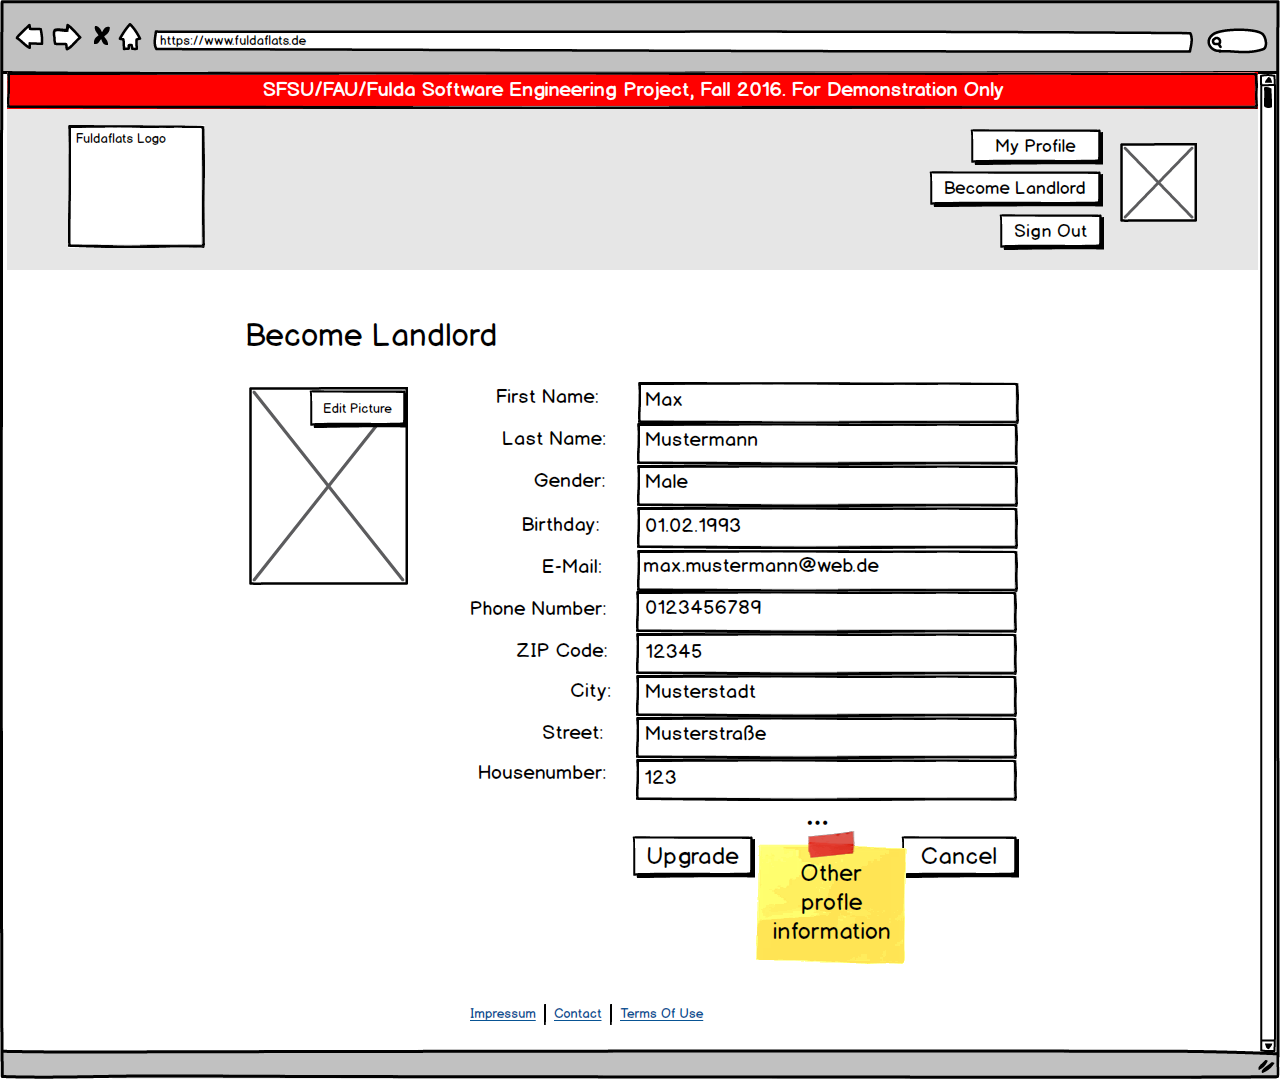 https://www.fuldaflats.de
SFSU/FAU/Fulda Software Engineering Project, Fall 2016. For Demonstration Only
Fuldaflats Logo
My Profile
Become Landlord
Sign Out
Become Landlord
Edit Picture
First Name: Max
Last Name: Mustermann
Gender: Male
Birthday: 01.02.1993
E-Mail: max.mustermann@web.de
Phone Number: 0123456789
ZIP Code: 12345
City: Musterstadt
Street: Musterstraße
Housenumber: 123
...
Upgrade
Cancel
Other
profle
information
Impressum | Contact | Terms Of Use